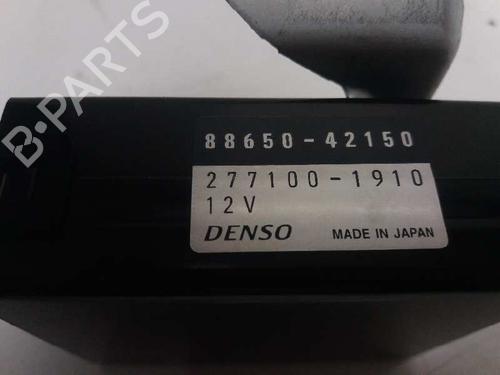 B-PARTS
88650-42150
277100-1910
12V
DENSO MADE IN JAPAN